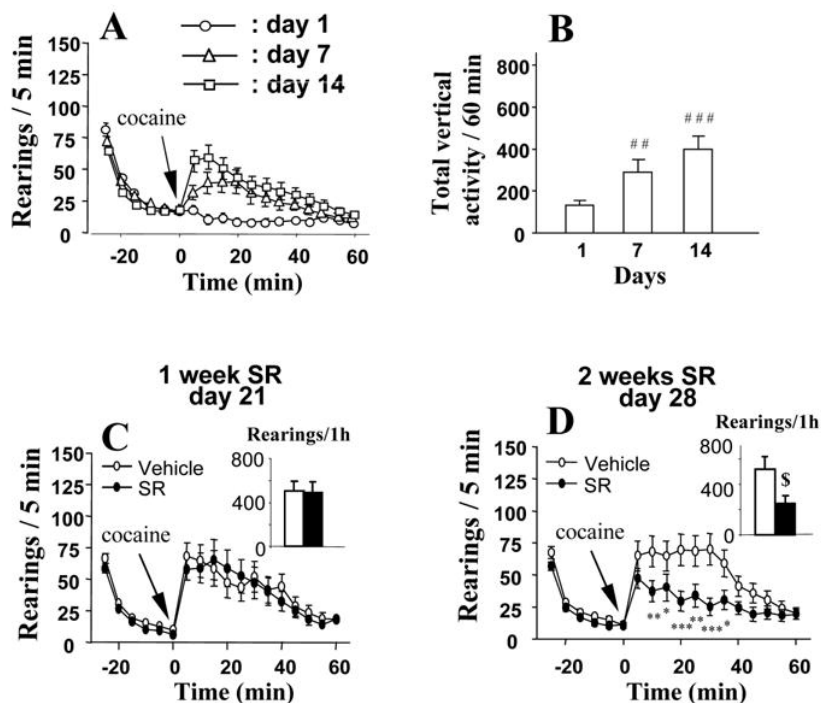 A
: day 1
: day 7
: day 14
150
125
100
75
50
25
0
Rearings / 5 min
cocaine
-20 0 20 40 60
Time (min)
B
800
600
400
200
0
Total vertical
activity / 60 min
# #
# # #
1 7 14
Days
1 week SR
day 21
C
Vehicle
SR
150
125
100
75
50
25
0
Rearings / 5 min
cocaine
Rearings/1h
800
400
0
-20 0 20 40 60
Time (min)
2 weeks SR
day 28
D
Vehicle
SR
150
125
100
75
50
25
0
Rearings / 5 min
cocaine
Rearings/1h
800
400
0
$
** * *** ** *** *
-20 0 20 40 60
Time (min)